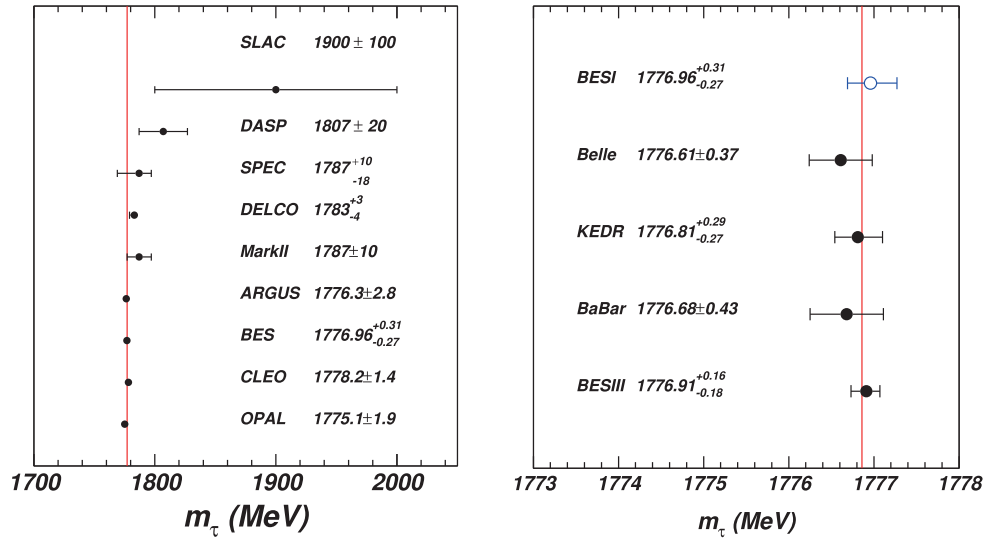 SLAC 1900 ± 100
DASP 1807 ± 20
SPEC 1787 +10 -18
DELCO 1783 +3 -4
MarkII 1787±10
ARGUS 1776.3±2.8
BES 1776.96 +0.31 -0.27
CLEO 1778.2±1.4
OPAL 1775.1±1.9
1700 1800 1900 2000
mτ (MeV)
BESI 1776.96 +0.31 -0.27
Belle 1776.61±0.37
KEDR 1776.81 +0.29 -0.27
BaBar 1776.68±0.43
BESIII 1776.91 +0.16 -0.18
1773 1774 1775 1776 1777 1778
mτ (MeV)